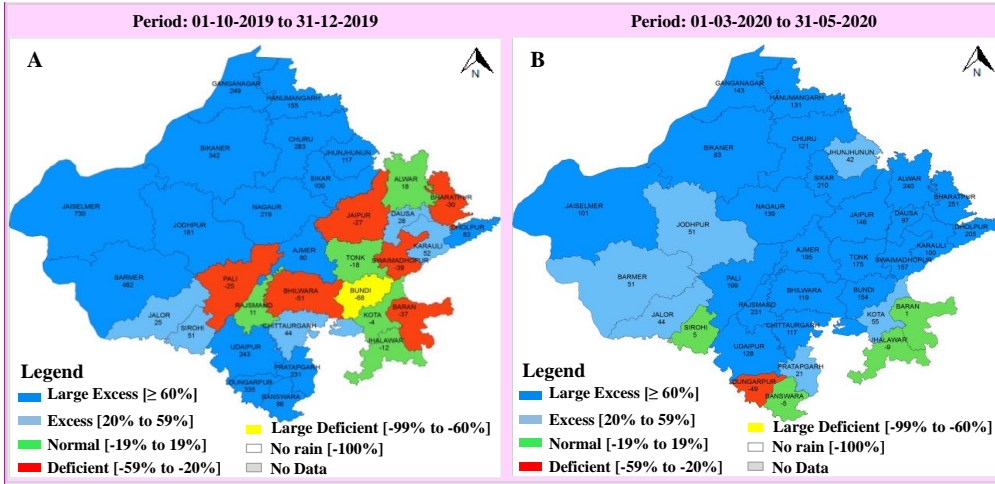 Period: 01-10-2019 to 31-12-2019
A
N
GANGANAGAR
249
HANUMANGARH
155
BIKANER
342
CHURU
283
JHUNJHUNUN
117
SIKAR
100
ALWAR
18
BHARATPUR
-30
JAISELMER
730
JODHPUR
181
NAGAUR
219
JAIPUR
-27
DAUSA
28
DHOLPUR
KARAULI
52
AJMER
TONK
-18
SWAIMADHOPUR
BARMER
462
PALI
-25
RAJSMAND
11
BHILWARA
-51
BUNDI
-68
KOTA
-4
BARAN
-37
JALOR
25
SIROHI
51
CHITTAURGARH
44
JHALAWAR
-12
UDAIPUR
243
PRATAPGARH
231
DUNGARPUR
BANSWARA
Legend
Large Excess [≥ 60%]
Excess [20% to 59%]
Normal [-19% to 19%]
Deficient [-59% to -20%]
Large Deficient [-99% to -60%]
No rain [-100%]
No Data
Period: 01-03-2020 to 31-05-2020
B
N
GANGANAGAR
143
HANUMANGARH
131
BIKANER
CHURU
121
JHUNJHUNUN
42
SIKAR
210
ALWAR
240
BHARATPUR
251
JAISELMER
101
JODHPUR
51
NAGAUR
139
JAIPUR
146
DAUSA
97
DHOLPUR
205
KARAULI
AJMER
195
TONK
175
SWAIMADHOPUR
157
BARMER
51
PALI
199
RAJSMAND
231
BHILWARA
119
BUNDI
154
KOTA
55
BARAN
1
JALOR
44
SIROHI
5
CHITTAURGARH
117
JHALAWAR
-9
UDAIPUR
128
PRATAPGARH
21
DUNGARPUR
-49
BANSWARA
-5
Legend
Large Excess [≥ 60%]
Excess [20% to 59%]
Normal [-19% to 19%]
Deficient [-59% to -20%]
Large Deficient [-99% to -60%]
No rain [-100%]
No Data